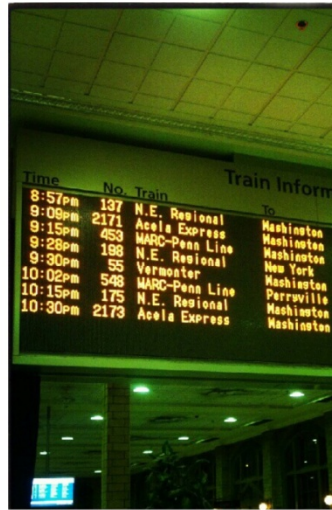 Train Inform
Time No. Train To
8:57pm 137 N.E. Regional Washington
9:09pm 2171 Acela Express Washington
9:15pm 453 MARC-Penn Line Washington
9:28pm 198 N.E. Regional New York
9:30pm 55 Vermonter Washington
10:02pm 548 MARC-Penn Line Perryville
10:15pm 175 N.E. Regional Washington
10:30pm 2173 Acela Express Washington